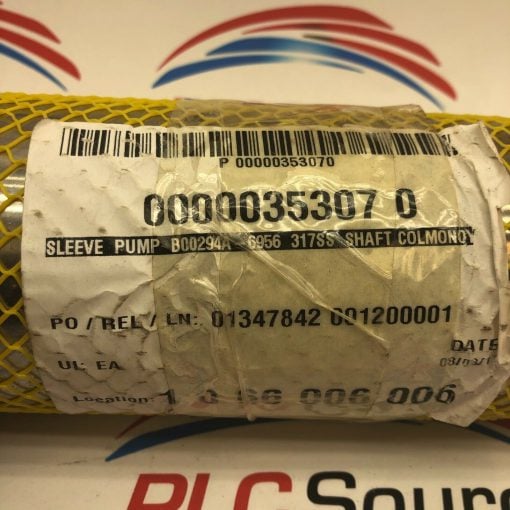 P 00000353070
0000035307 0
SLEEVE PUMP B00294A 6956 317SS SHAFT COLMONOY
PO / REL / LN: 01347842 001200001
DATE
UI: EA
Location:
PLC Source